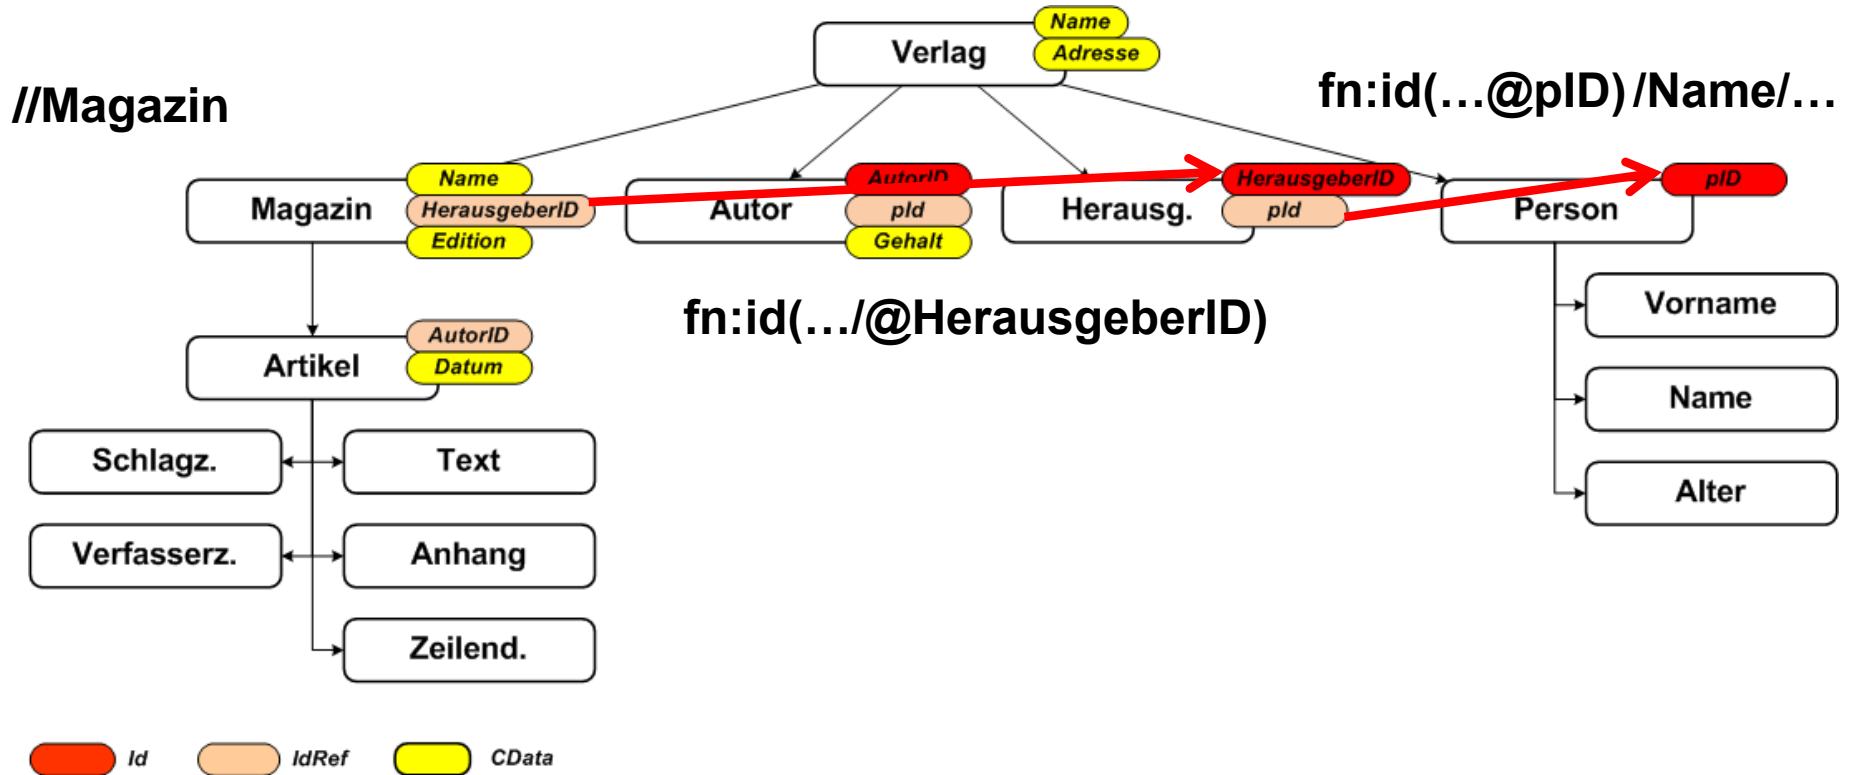 Name
Verlag
Adresse
//Magazin
fn:id(…@pID) /Name/…
Name
Magazin
HerausgeberID
Edition
AutorID
Autor
pId
Gehalt
HerausgeberID
Herausg.
pId
pID
Person
fn:id(…/@HerausgeberID)
Vorname
Name
Alter
AutorID
Artikel
Datum
Schlagz.
Text
Verfasserz.
Anhang
Zeilend.
Id
IdRef
CData